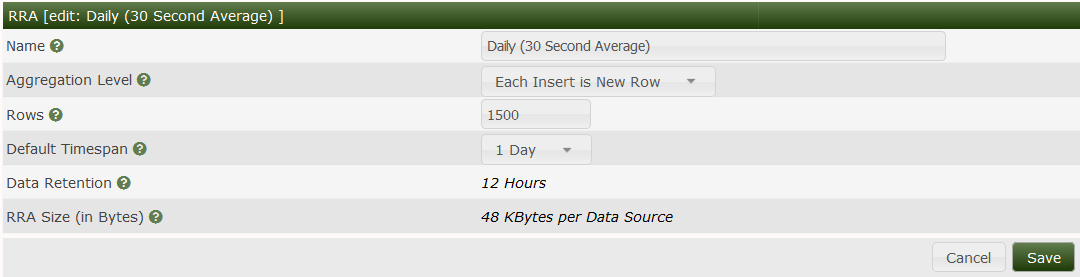 RRA [edit: Daily (30 Second Average) ]
Name Daily (30 Second Average)
Aggregation Level Each Insert is New Row
Rows 1500
Default Timespan 1 Day
Data Retention 12 Hours
RRA Size (in Bytes) 48 KBytes per Data Source
Cancel Save